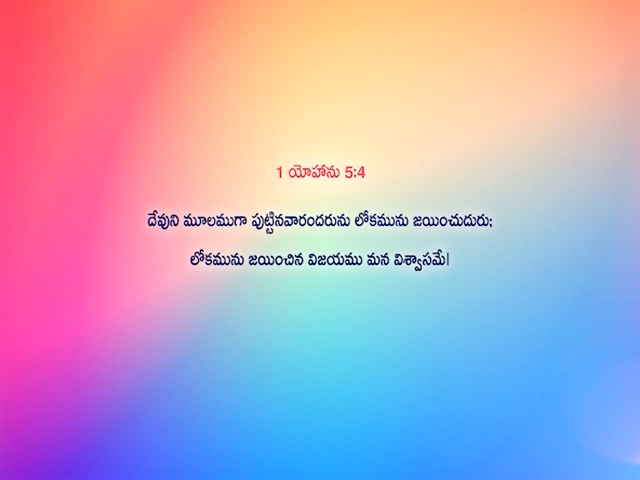 1 యోహాను 5:4
దేవుని మూలముగా పుట్టినవారందరును లోకమును జయించుదురు;
లోకమును జయించిన విజయము మన విశ్వాసమే|